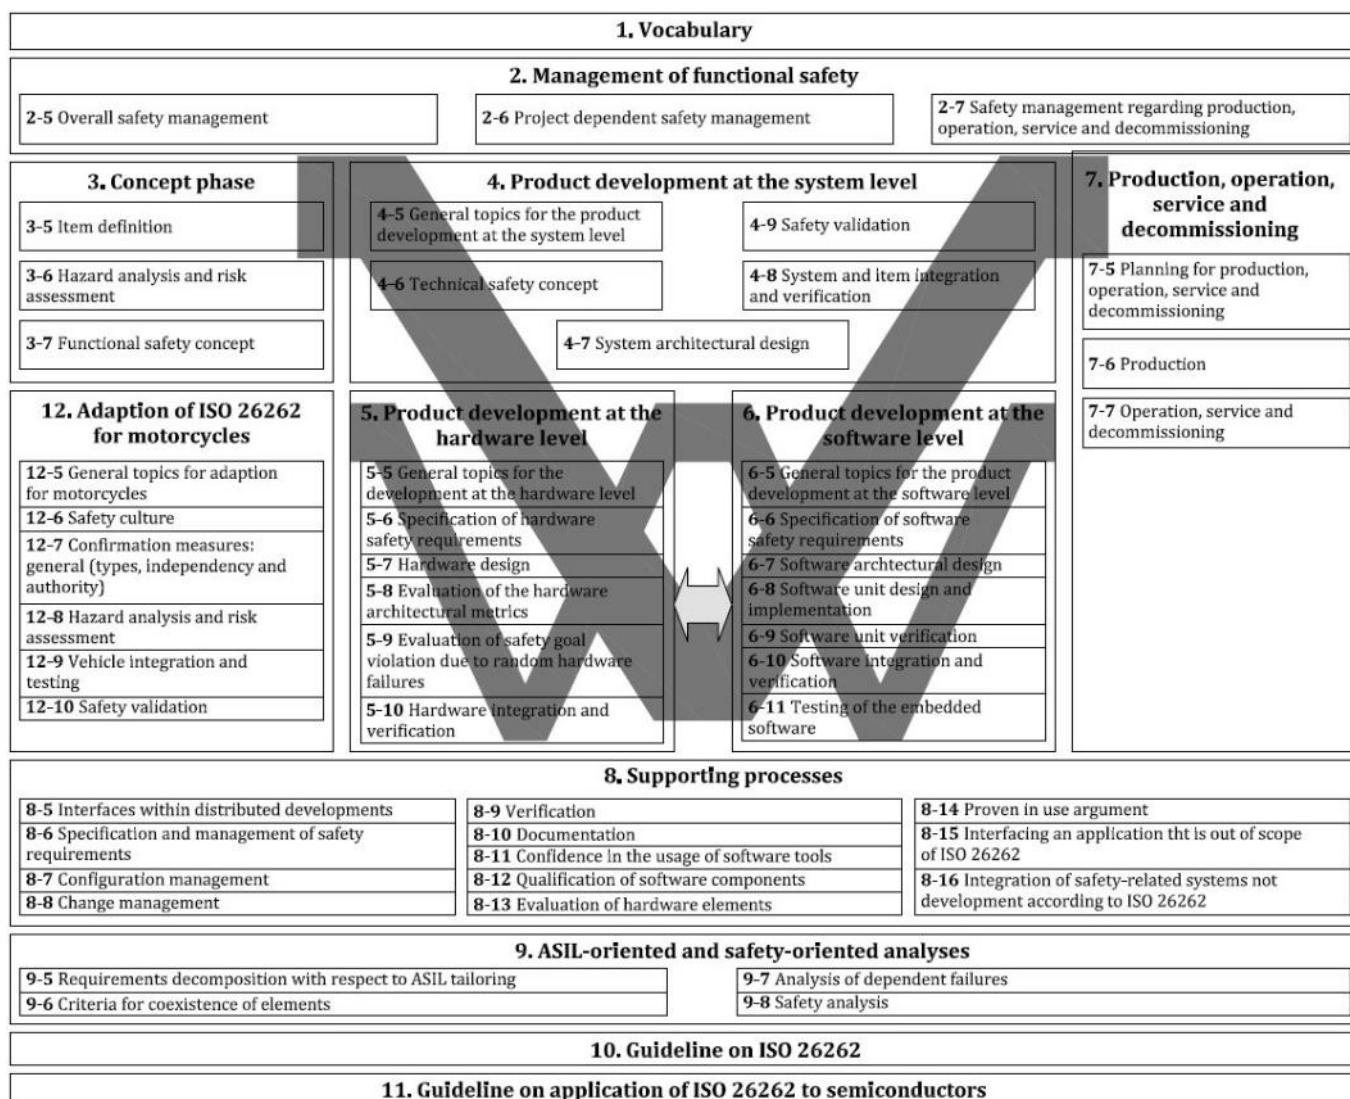 1. Vocabulary
2. Management of functional safety
2-5 Overall safety management
2-6 Project dependent safety management
2-7 Safety management regarding production,
operation, service and decommissioning
3. Concept phase
3-5 Item definition
3-6 Hazard analysis and risk
assessment
3-7 Functional safety concept
4. Product development at the system level
4-5 General topics for the product
development at the system level
4-6 Technical safety concept
4-7 System architectural design
4-9 Safety validation
4-8 System and item integration
and verification
7. Production, operation,
service and
decommissioning
7-5 Planning for production,
operation, service and
decommissioning
7-6 Production
7-7 Operation, service and
decommissioning
12. Adaption of ISO 26262
for motorcycles
12-5 General topics for adaption
for motorcycles
12-6 Safety culture
12-7 Confirmation measures:
general (types, independency and
authority)
12-8 Hazard analysis and risk
assessment
12-9 Vehicle integration and
testing
12-10 Safety validation
5. Product development at the
hardware level
5-5 General topics for the
development at the hardware level
5-6 Specification of hardware
safety requirements
5-7 Hardware design
5-8 Evaluation of the hardware
architectural metrics
5-9 Evaluation of safety goal
violation due to random hardware
failures
5-10 Hardware integration and
verification
6. Product development at the
software level
6-5 General topics for the product
development at the software level
6-6 Specification of software
safety requirements
6-7 Software archtectural design
6-8 Software unit design and
implementation
6-9 Software unit verification
6-10 Software integration and
verification
6-11 Testing of the embedded
software
8. Supporting processes
8-5 Interfaces within distributed developments
8-6 Specification and management of safety
requirements
8-7 Configuration management
8-8 Change management
8-9 Verification
8-10 Documentation
8-11 Confidence in the usage of software tools
8-12 Qualification of software components
8-13 Evaluation of hardware elements
8-14 Proven in use argument
8-15 Interfacing an application tht is out of scope
of ISO 26262
8-16 Integration of safety-related systems not
development according to ISO 26262
9. ASIL-oriented and safety-oriented analyses
9-5 Requirements decomposition with respect to ASIL tailoring
9-6 Criteria for coexistence of elements
9-7 Analysis of dependent failures
9-8 Safety analysis
10. Guideline on ISO 26262
11. Guideline on application of ISO 26262 to semiconductors